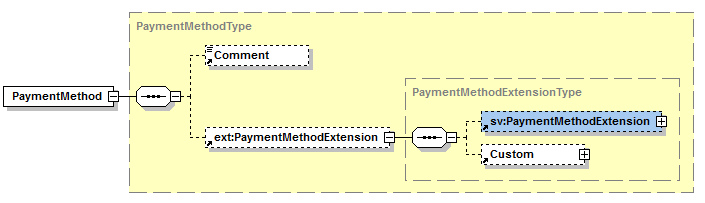 PaymentMethodType
Comment
PaymentMethod
PaymentMethodExtensionType
sv:PaymentMethodExtension
ext:PaymentMethodExtension
Custom